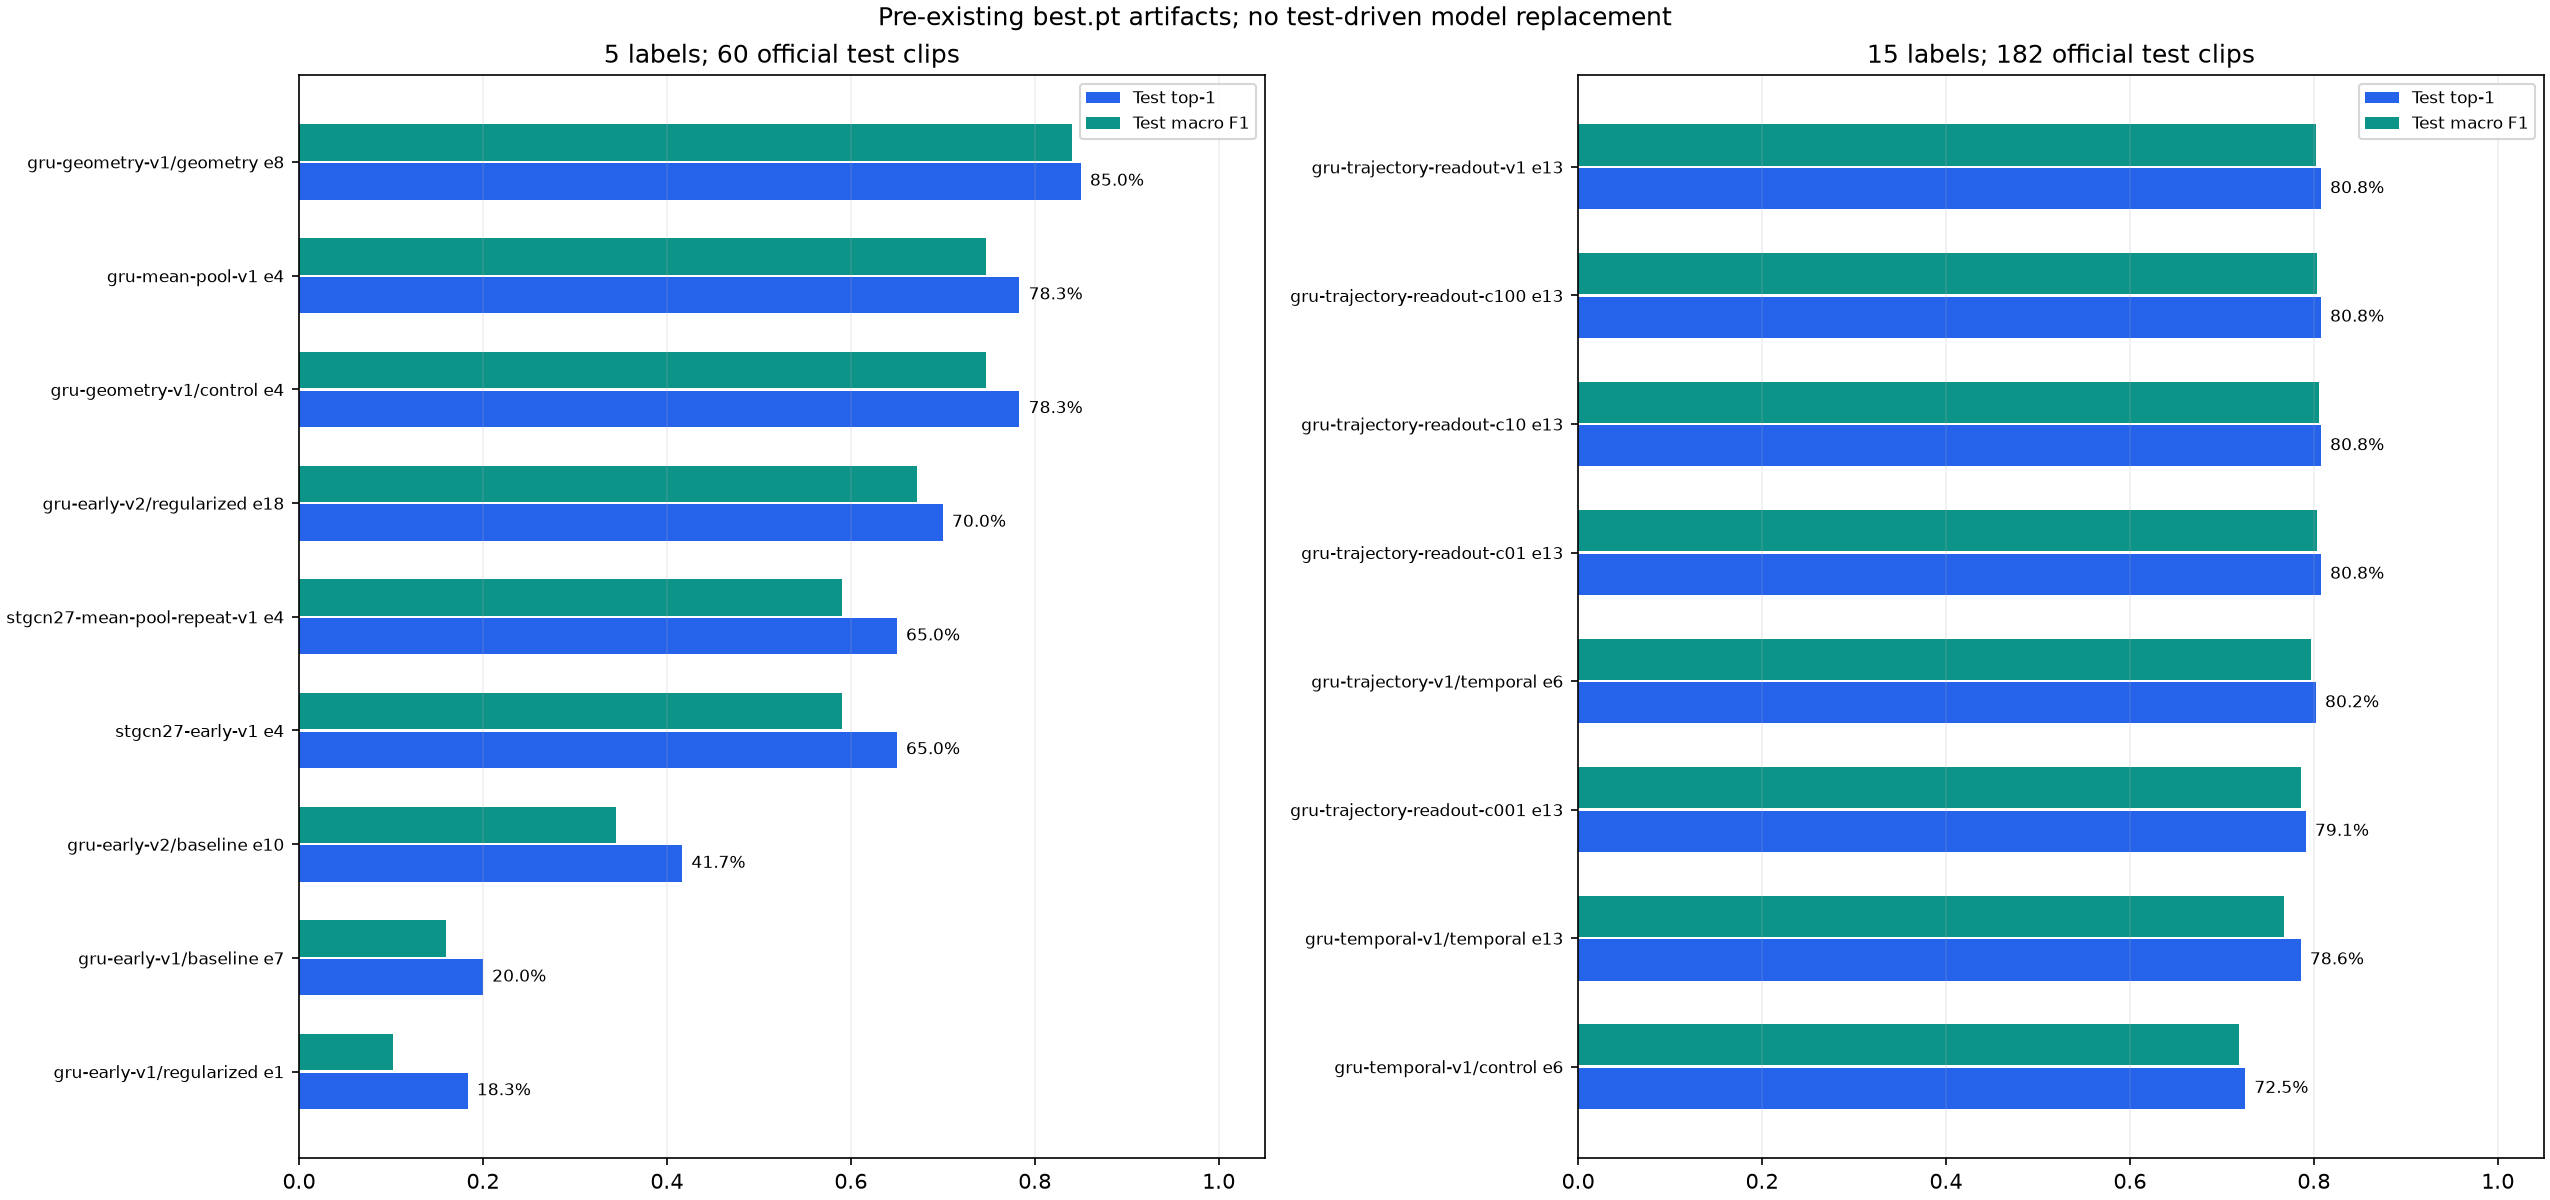 Pre-existing best.pt artifacts; no test-driven model replacement
5 labels; 60 official test clips
Test top-1
Test macro F1
gru-geometry-v1/geometry e8
85.0%
gru-mean-pool-v1 e4
78.3%
gru-geometry-v1/control e4
78.3%
gru-early-v2/regularized e18
70.0%
stgcn27-mean-pool-repeat-v1 e4
65.0%
stgcn27-early-v1 e4
65.0%
gru-early-v2/baseline e10
41.7%
gru-early-v1/baseline e7
20.0%
gru-early-v1/regularized e1
18.3%
0.0 0.2 0.4 0.6 0.8 1.0
15 labels; 182 official test clips
Test top-1
Test macro F1
gru-trajectory-readout-v1 e13
80.8%
gru-trajectory-readout-c100 e13
80.8%
gru-trajectory-readout-c10 e13
80.8%
gru-trajectory-readout-c01 e13
80.8%
gru-trajectory-v1/temporal e6
80.2%
gru-trajectory-readout-c001 e13
79.1%
gru-temporal-v1/temporal e13
78.6%
gru-temporal-v1/control e6
72.5%
0.0 0.2 0.4 0.6 0.8 1.0